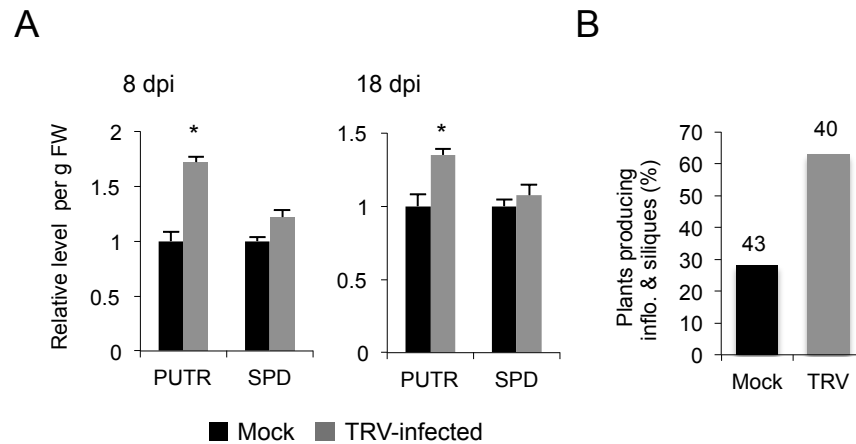 A
8 dpi
Relative level per g FW
2
1.5
1
0.5
0
*
PUTR
SPD
18 dpi
1.5
1
0.5
0
*
PUTR
SPD
Mock
TRV-infected
B
Plants producing
inflo. & siliques (%)
70
60
50
40
30
20
10
0
43
40
Mock
TRV